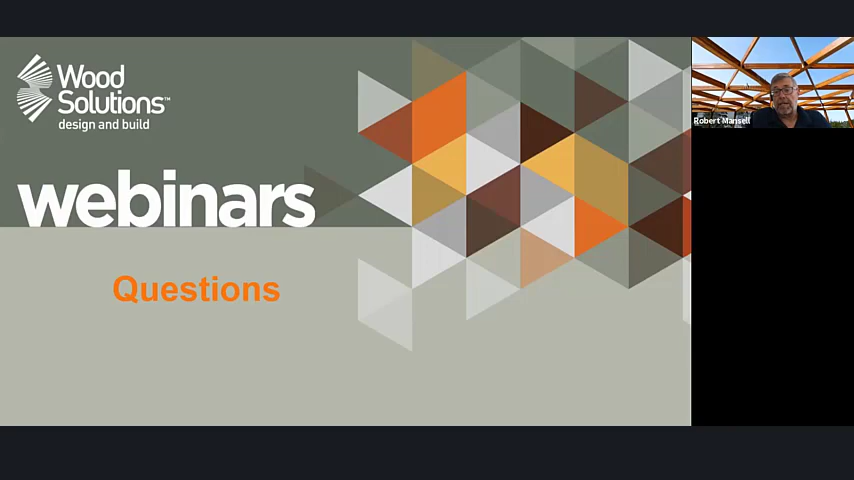 Wood
Solutions™
design and build
webinars
Questions
Robert Mansell